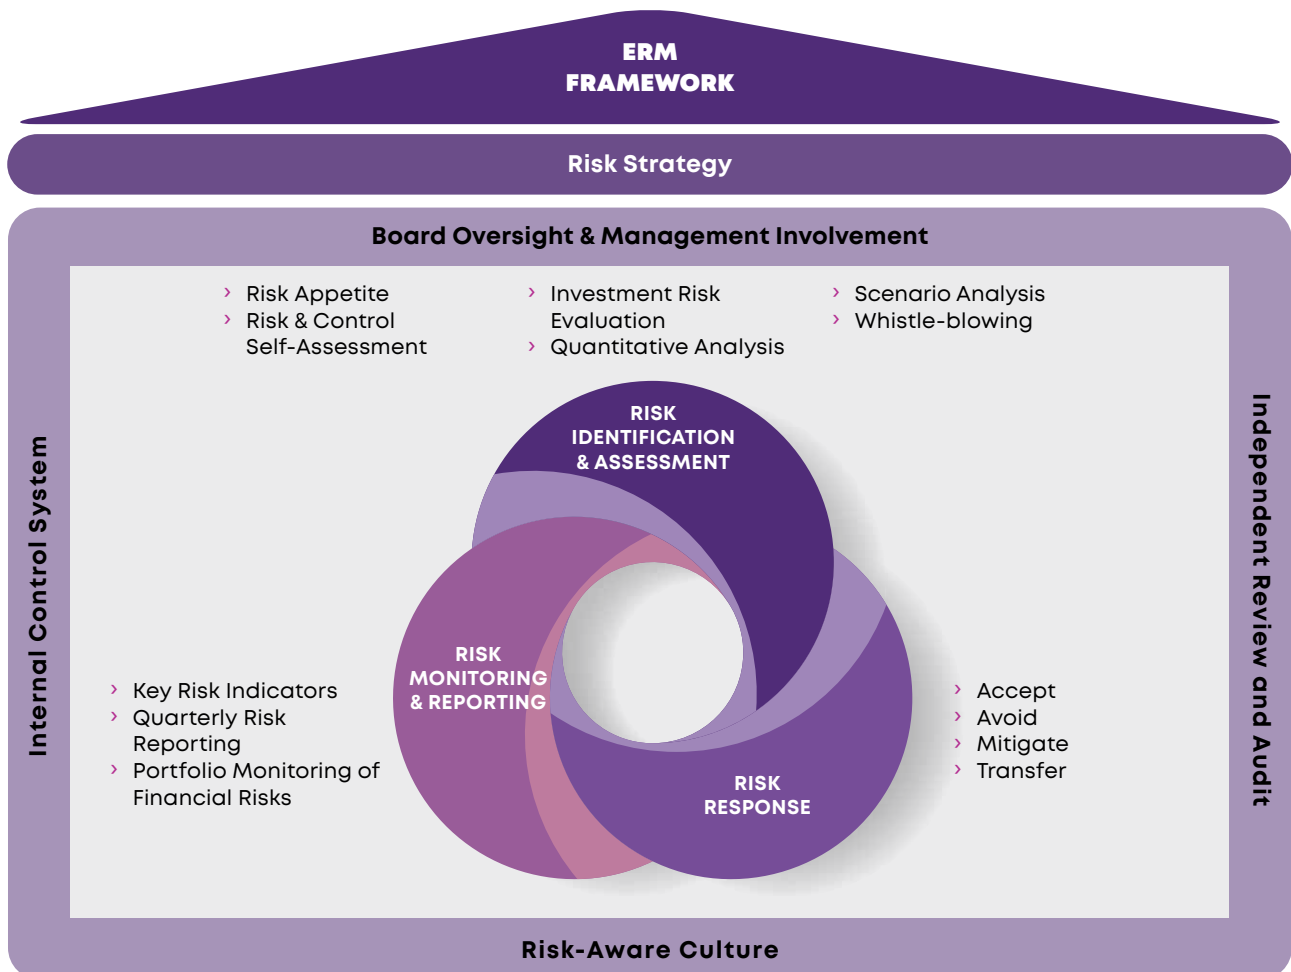 ERM
FRAMEWORK
Risk Strategy
Board Oversight & Management Involvement
› Risk Appetite
› Risk & Control
Self-Assessment
› Investment Risk
Evaluation
› Quantitative Analysis
› Scenario Analysis
› Whistle-blowing
RISK
IDENTIFICATION
& ASSESSMENT
Internal Control System
Independent Review and Audit
RISK
MONITORING
& REPORTING
› Key Risk Indicators
› Quarterly Risk
Reporting
› Portfolio Monitoring of
Financial Risks
› Accept
› Avoid
› Mitigate
› Transfer
RISK
RESPONSE
Risk-Aware Culture